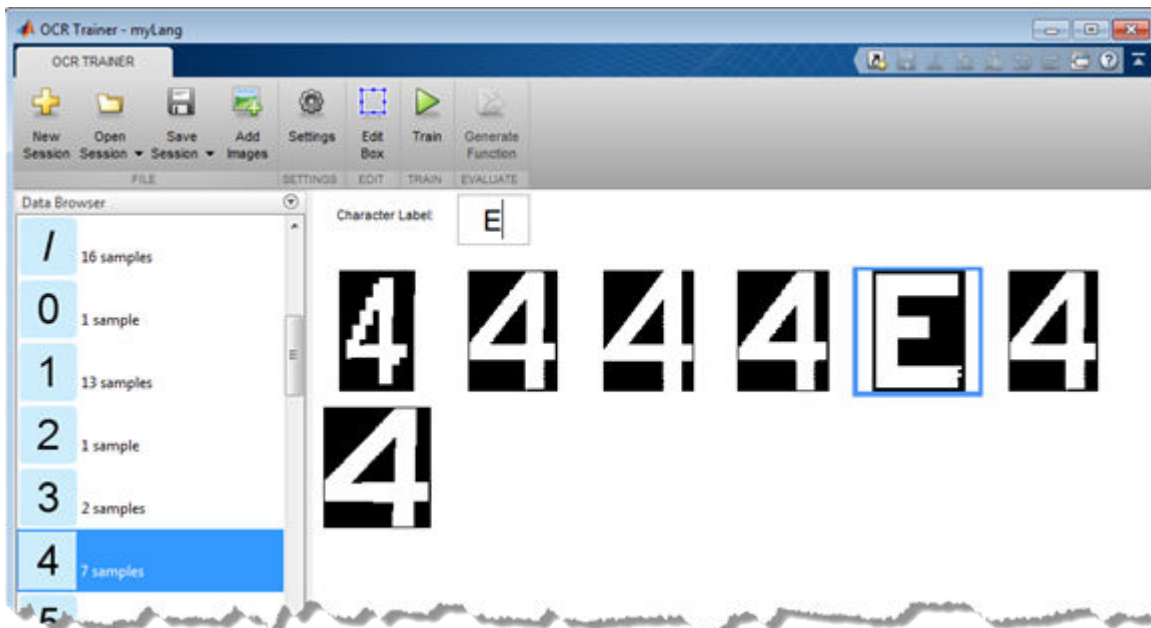 OCR Trainer - myLang
OCR TRAINER
New Session
Open Session
Save Session
Add Images
Settings
Edit Box
Train
Generate Function
FILE
SETTINGS
EDIT
TRAIN
EVALUATE
Data Browser
Character Label:
E
/
16 samples
0
1 sample
1
13 samples
2
1 sample
3
2 samples
4
7 samples
5
4 4 4 4 E 4
4